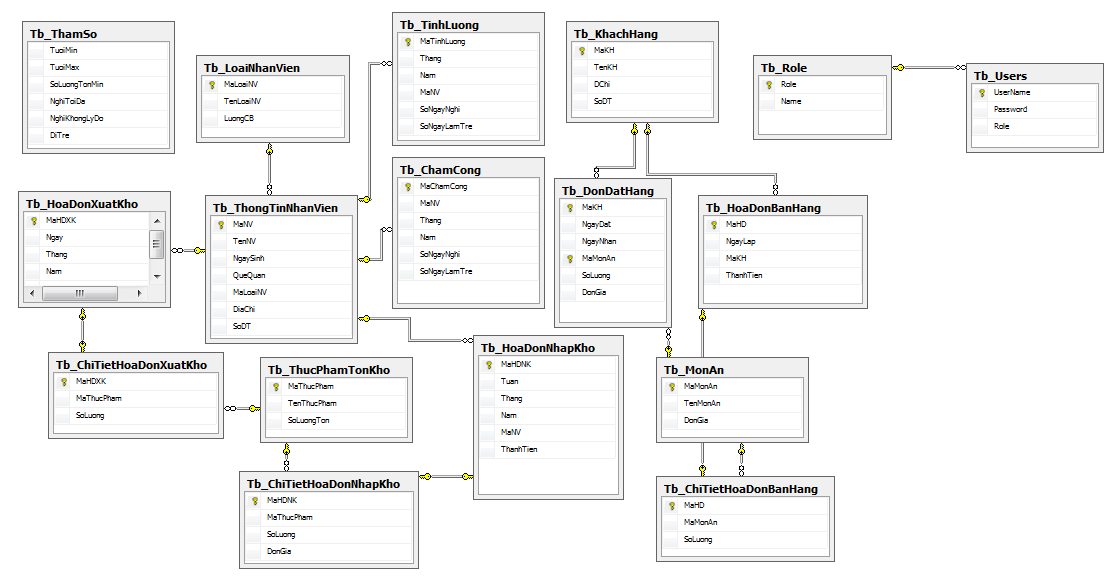 Tb_ThamSo
TuoiMin
TuoiMax
SoLuongTonMin
NghiToiDa
NghiKhongLyDo
DiTre
Tb_LoaiNhanVien
MaLoaiNV
TenLoaiNV
LuongCB
Tb_TinhLuong
MaTinhLuong
Thang
Nam
MaNV
SoNgayNghi
SoNgayLamTre
Tb_KhachHang
MaKH
TenKH
DChi
SoDT
Tb_Role
Role
Name
Tb_Users
UserName
Password
Role
Tb_HoaDonXuatKho
MaHDXK
Ngay
Thang
Nam
Tb_ThongTinNhanVien
MaNV
TenNV
NgaySinh
QueQuan
MaLoaiNV
DiaChi
SoDT
Tb_ChamCong
MaChamCong
MaNV
Thang
Nam
SoNgayNghi
SoNgayLamTre
Tb_DonDatHang
MaKH
NgayDat
NgayNhan
MaMonAn
SoLuong
DonGia
Tb_HoaDonBanHang
MaHD
NgayLap
MaKH
ThanhTien
Tb_ChiTietHoaDonXuatKho
MaHDXK
MaThucPham
SoLuong
Tb_ThucPhamTonKho
MaThucPham
TenThucPham
SoLuongTon
Tb_HoaDonNhapKho
MaHDNK
Tuan
Thang
Nam
MaNV
ThanhTien
Tb_MonAn
MaMonAn
TenMonAn
DonGia
Tb_ChiTietHoaDonNhapKho
MaHDNK
MaThucPham
SoLuong
DonGia
Tb_ChiTietHoaDonBanHang
MaHD
MaMonAn
SoLuong